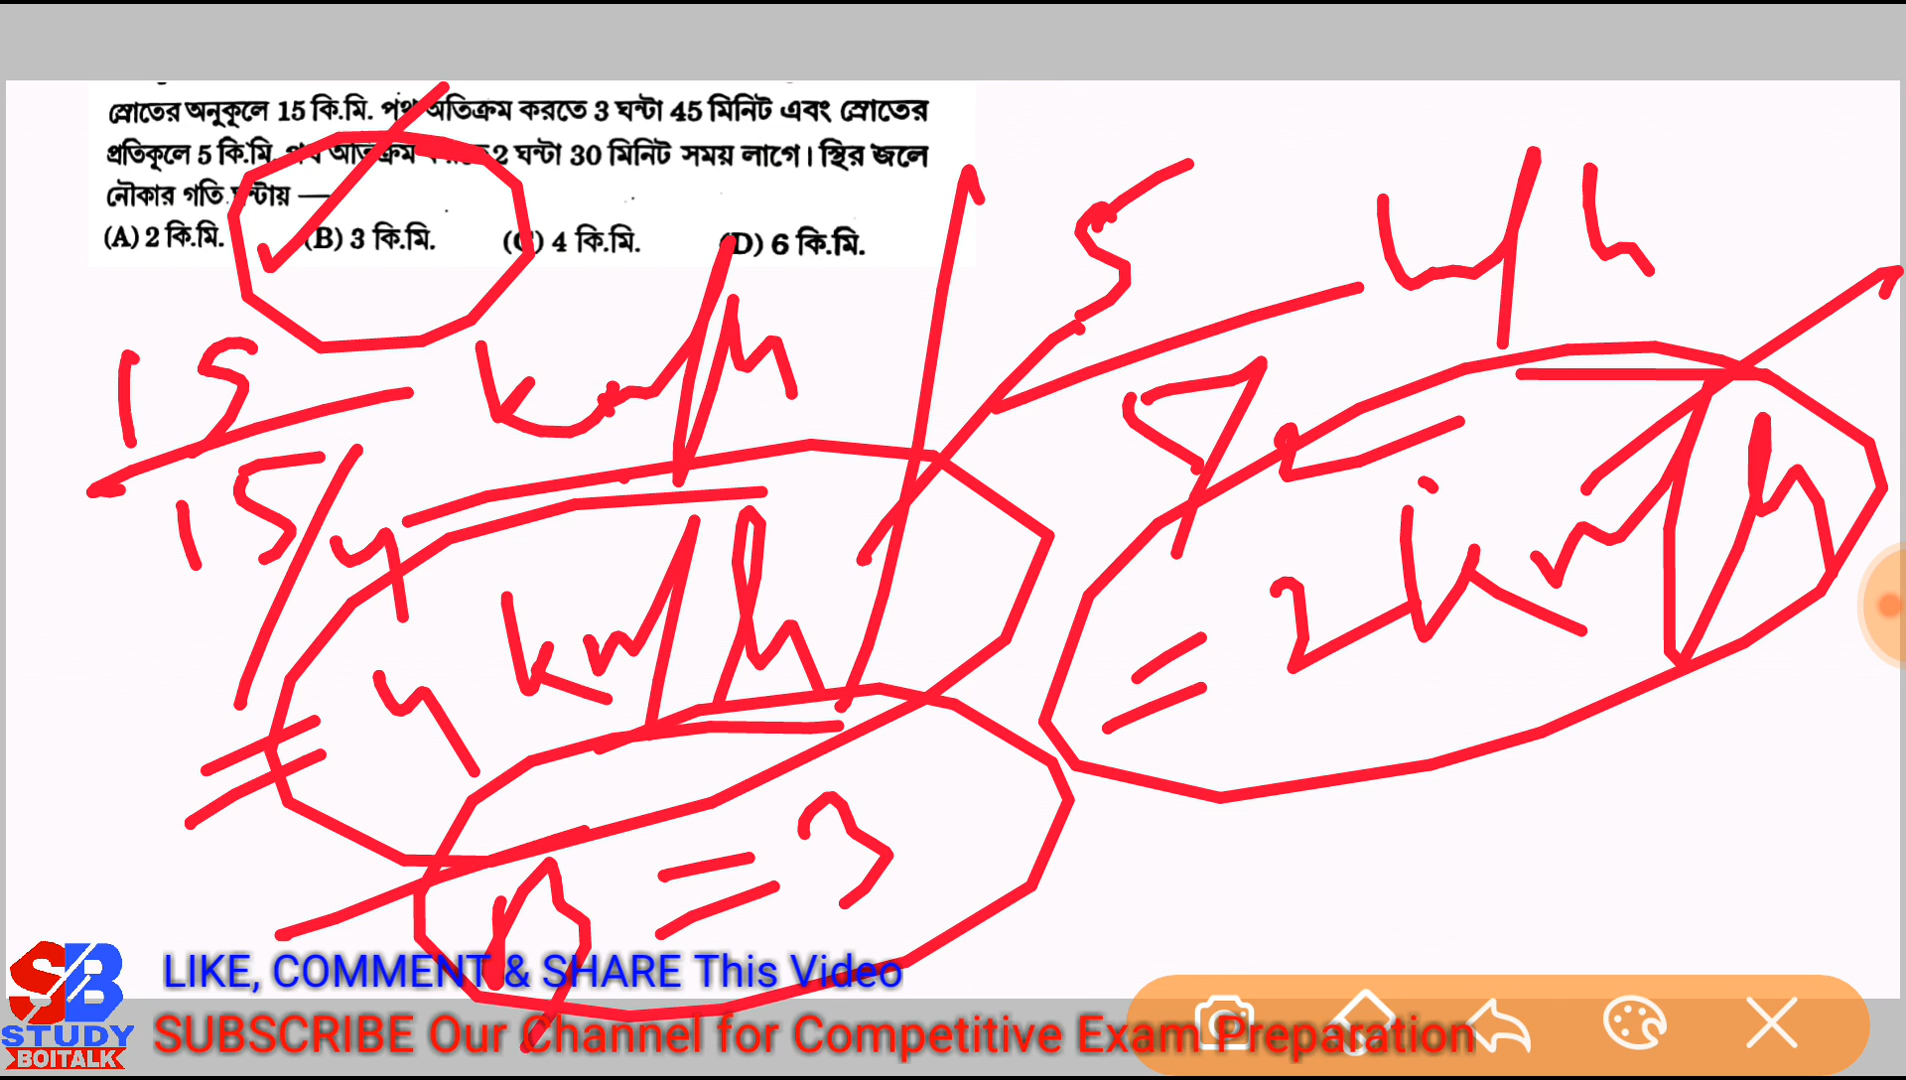 স্রোতের অনুকূলে 15 কি.মি. পথ অতিক্রম করতে 3 ঘন্টা 45 মিনিট এবং স্রোতের
প্রতিকূলে 5 কি.মি. পথ অতিক্রম করতে 2 ঘন্টা 30 মিনিট সময় লাগে। স্থির জলে
নৌকার গতি ঘন্টায় —
(A) 2 কি.মি. (B) 3 কি.মি. (C) 4 কি.মি. (D) 6 কি.মি.
15 km/h
15/4
= 4 km/h
5
= 2 km/h
= 3
LIKE, COMMENT & SHARE This Video
SUBSCRIBE Our Channel for Competitive Exam Preparation
SB
STUDY
BOITALK